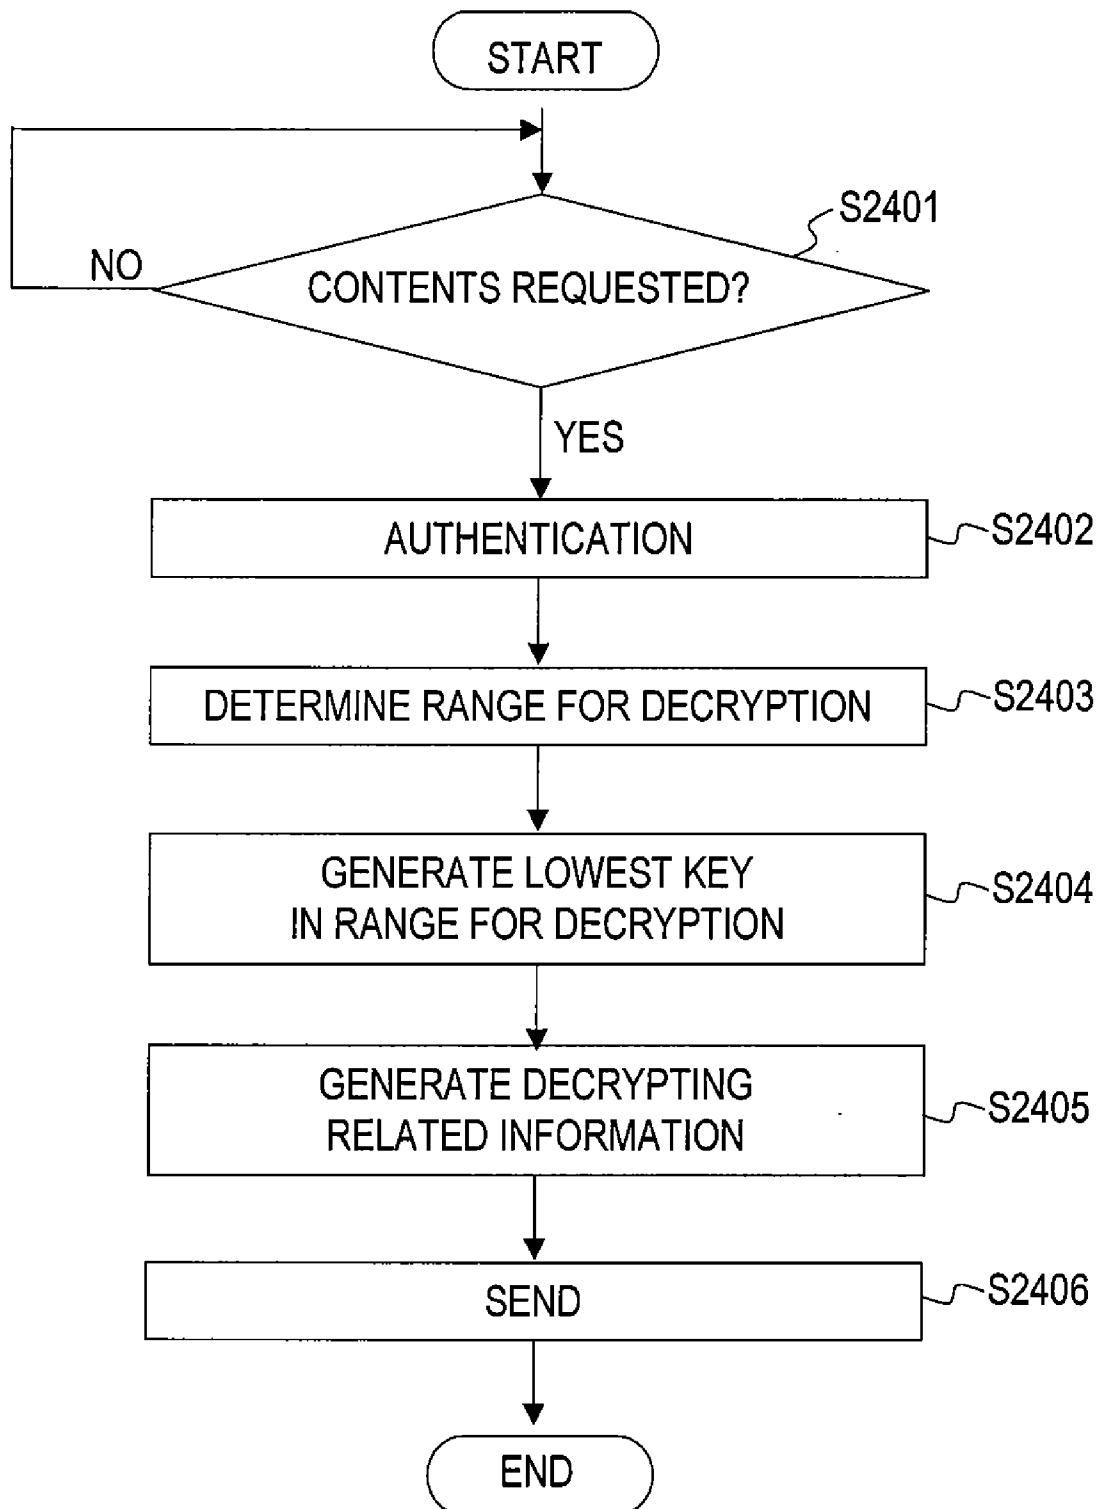 START
S2401
NO
CONTENTS REQUESTED?
YES
AUTHENTICATION
S2402
DETERMINE RANGE FOR DECRYPTION
S2403
GENERATE LOWEST KEY
IN RANGE FOR DECRYPTION
S2404
GENERATE DECRYPTING
RELATED INFORMATION
S2405
SEND
S2406
END